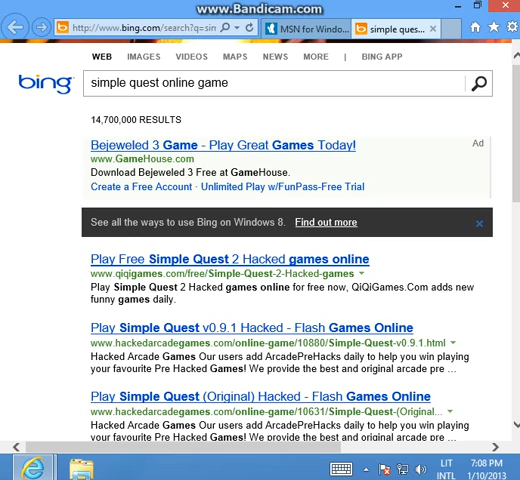 www.Bandicam.com
http://www.bing.com/search?q=sin
MSN for Windo...
simple ques...
WEB IMAGES VIDEOS MAPS NEWS MORE | BING APP
bing
simple quest online game
14,700,000 RESULTS
Bejeweled 3 Game - Play Great Games Today!
Ad
www.GameHouse.com
Download Bejeweled 3 Free at GameHouse.
Create a Free Account · Unlimited Play w/FunPass-Free Trial
See all the ways to use Bing on Windows 8. Find out more
Play Free Simple Quest 2 Hacked games online
www.qiqigames.com/free/Simple-Quest-2-Hacked-games
Play Simple Quest 2 Hacked games online for free now, QiQiGames.Com adds new
funny games daily.
Play Simple Quest v0.9.1 Hacked - Flash Games Online
www.hackedarcadegames.com/online-game/10880/Simple-Quest-v0.9.1.html
Hacked Arcade Games Our users add ArcadePreHacks daily to help you win playing
your favourite Pre Hacked Games! We provide the best and original arcade pre ...
Play Simple Quest (Original) Hacked - Flash Games Online
www.hackedarcadegames.com/online-game/10631/Simple-Quest-(Original...
Hacked Arcade Games Our users add ArcadePreHacks daily to help you win playing
your favourite Pre Hacked Games! We provide the best and original arcade pre ...
LIT
INTL
7:08 PM
1/10/2013